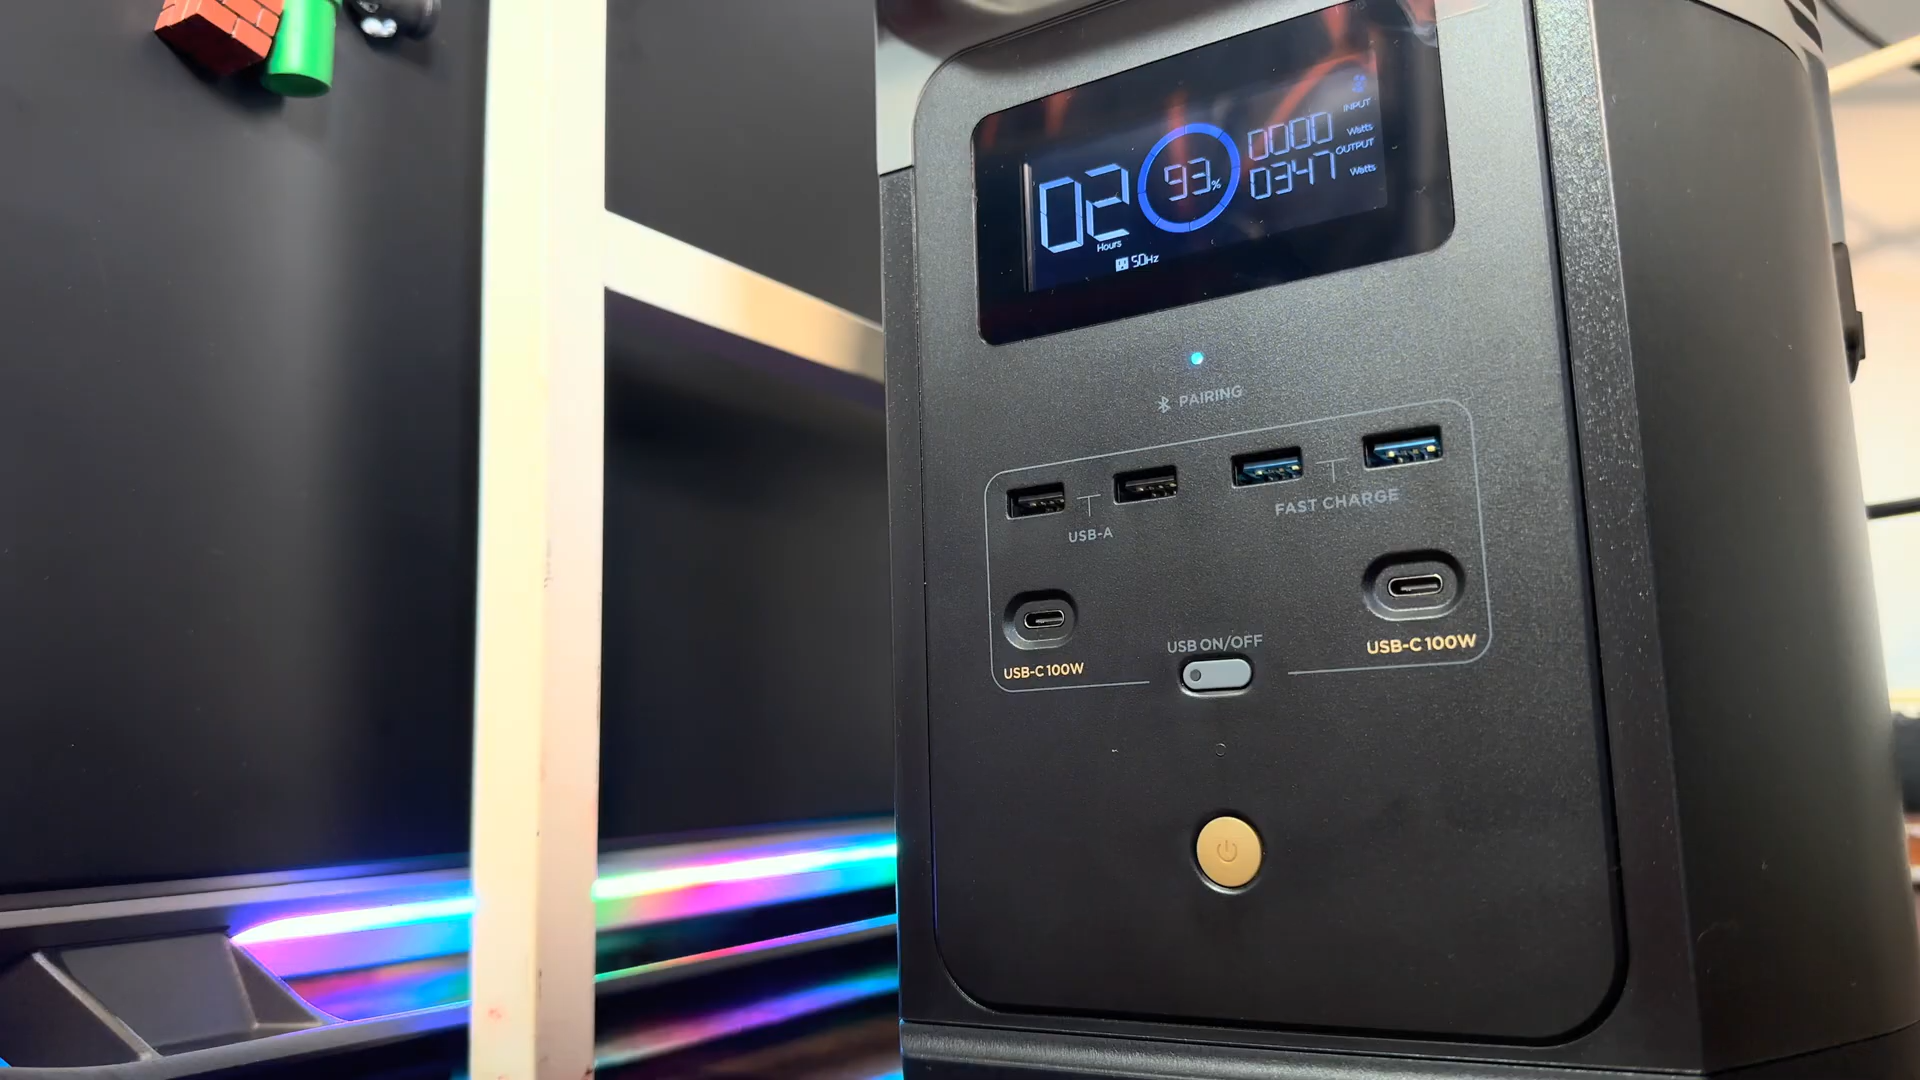 INPUT
0000 Watts
OUTPUT
0347 Watts
02 Hours
93%
50Hz
PAIRING
USB-A
FAST CHARGE
USB-C 100W
USB ON/OFF
USB-C 100W